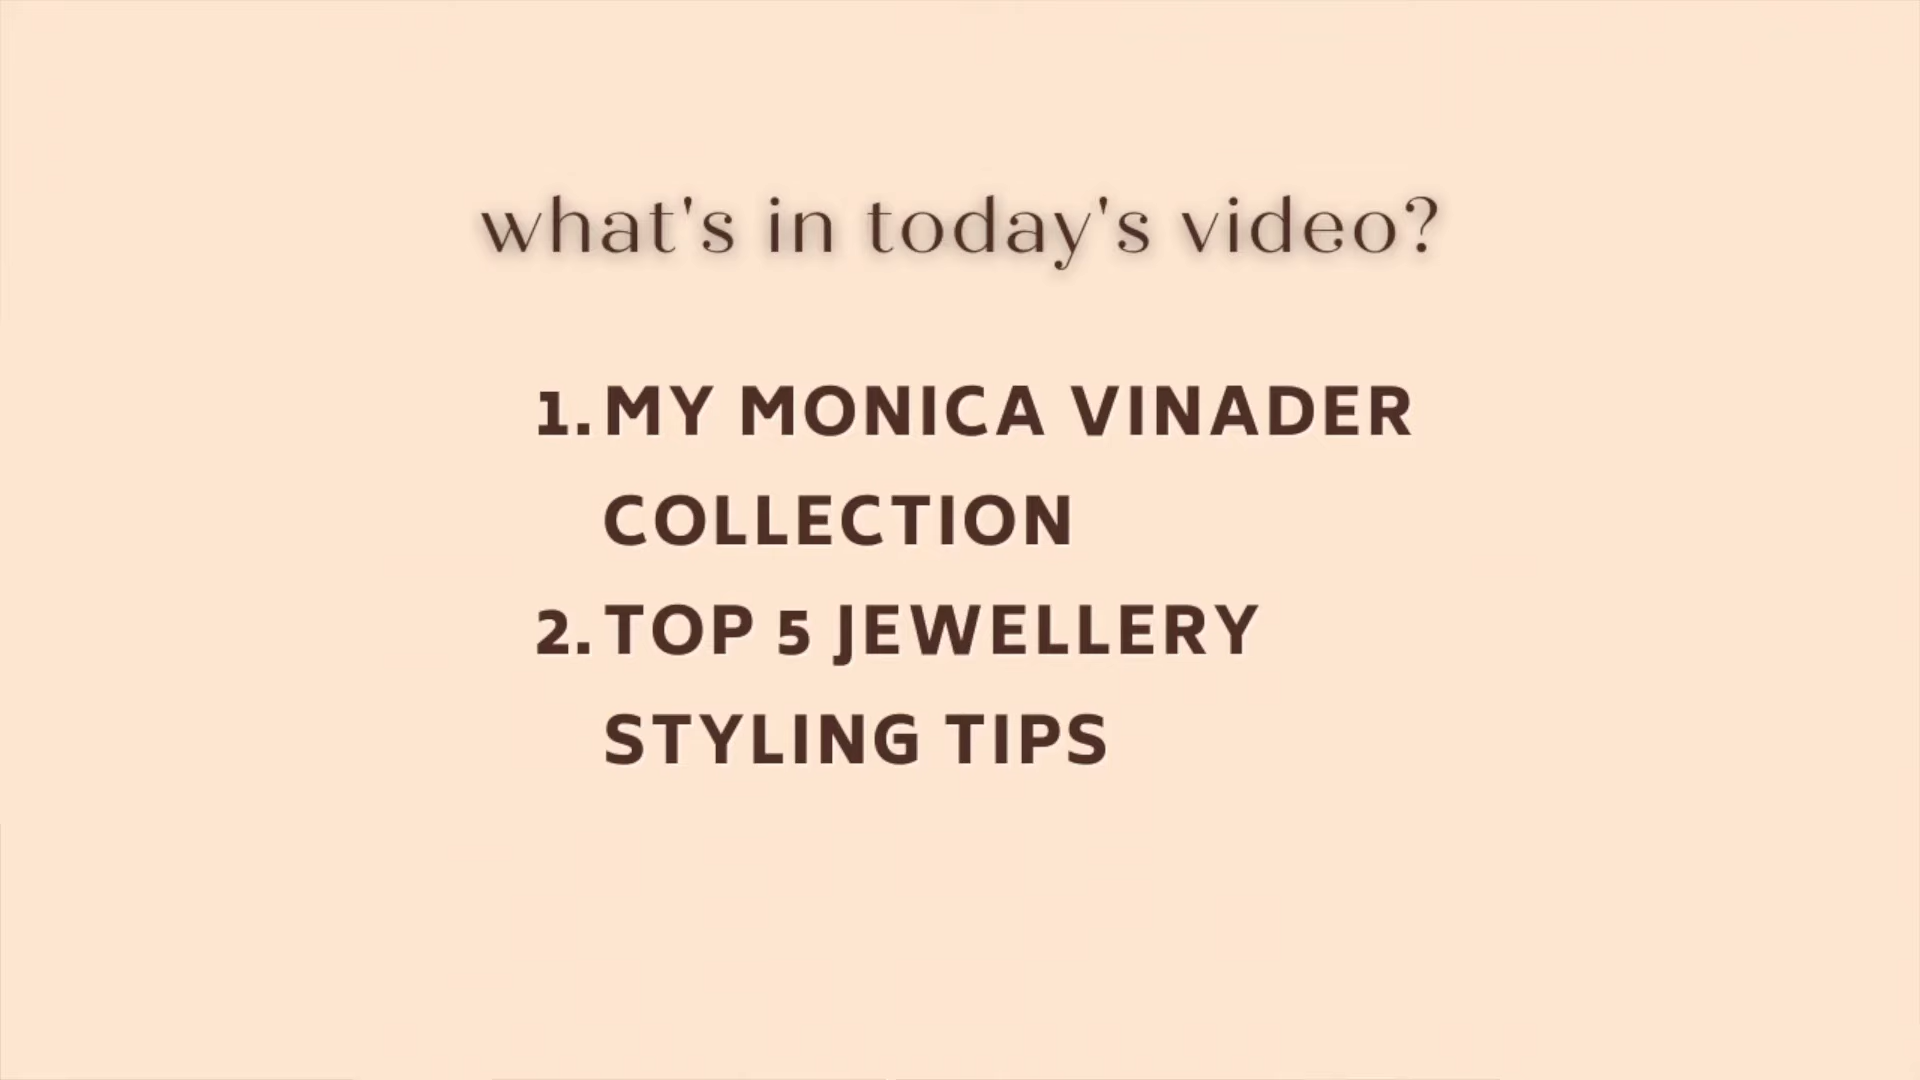 what's in today's video?
1. MY MONICA VINADER
COLLECTION
2. TOP 5 JEWELLERY
STYLING TIPS